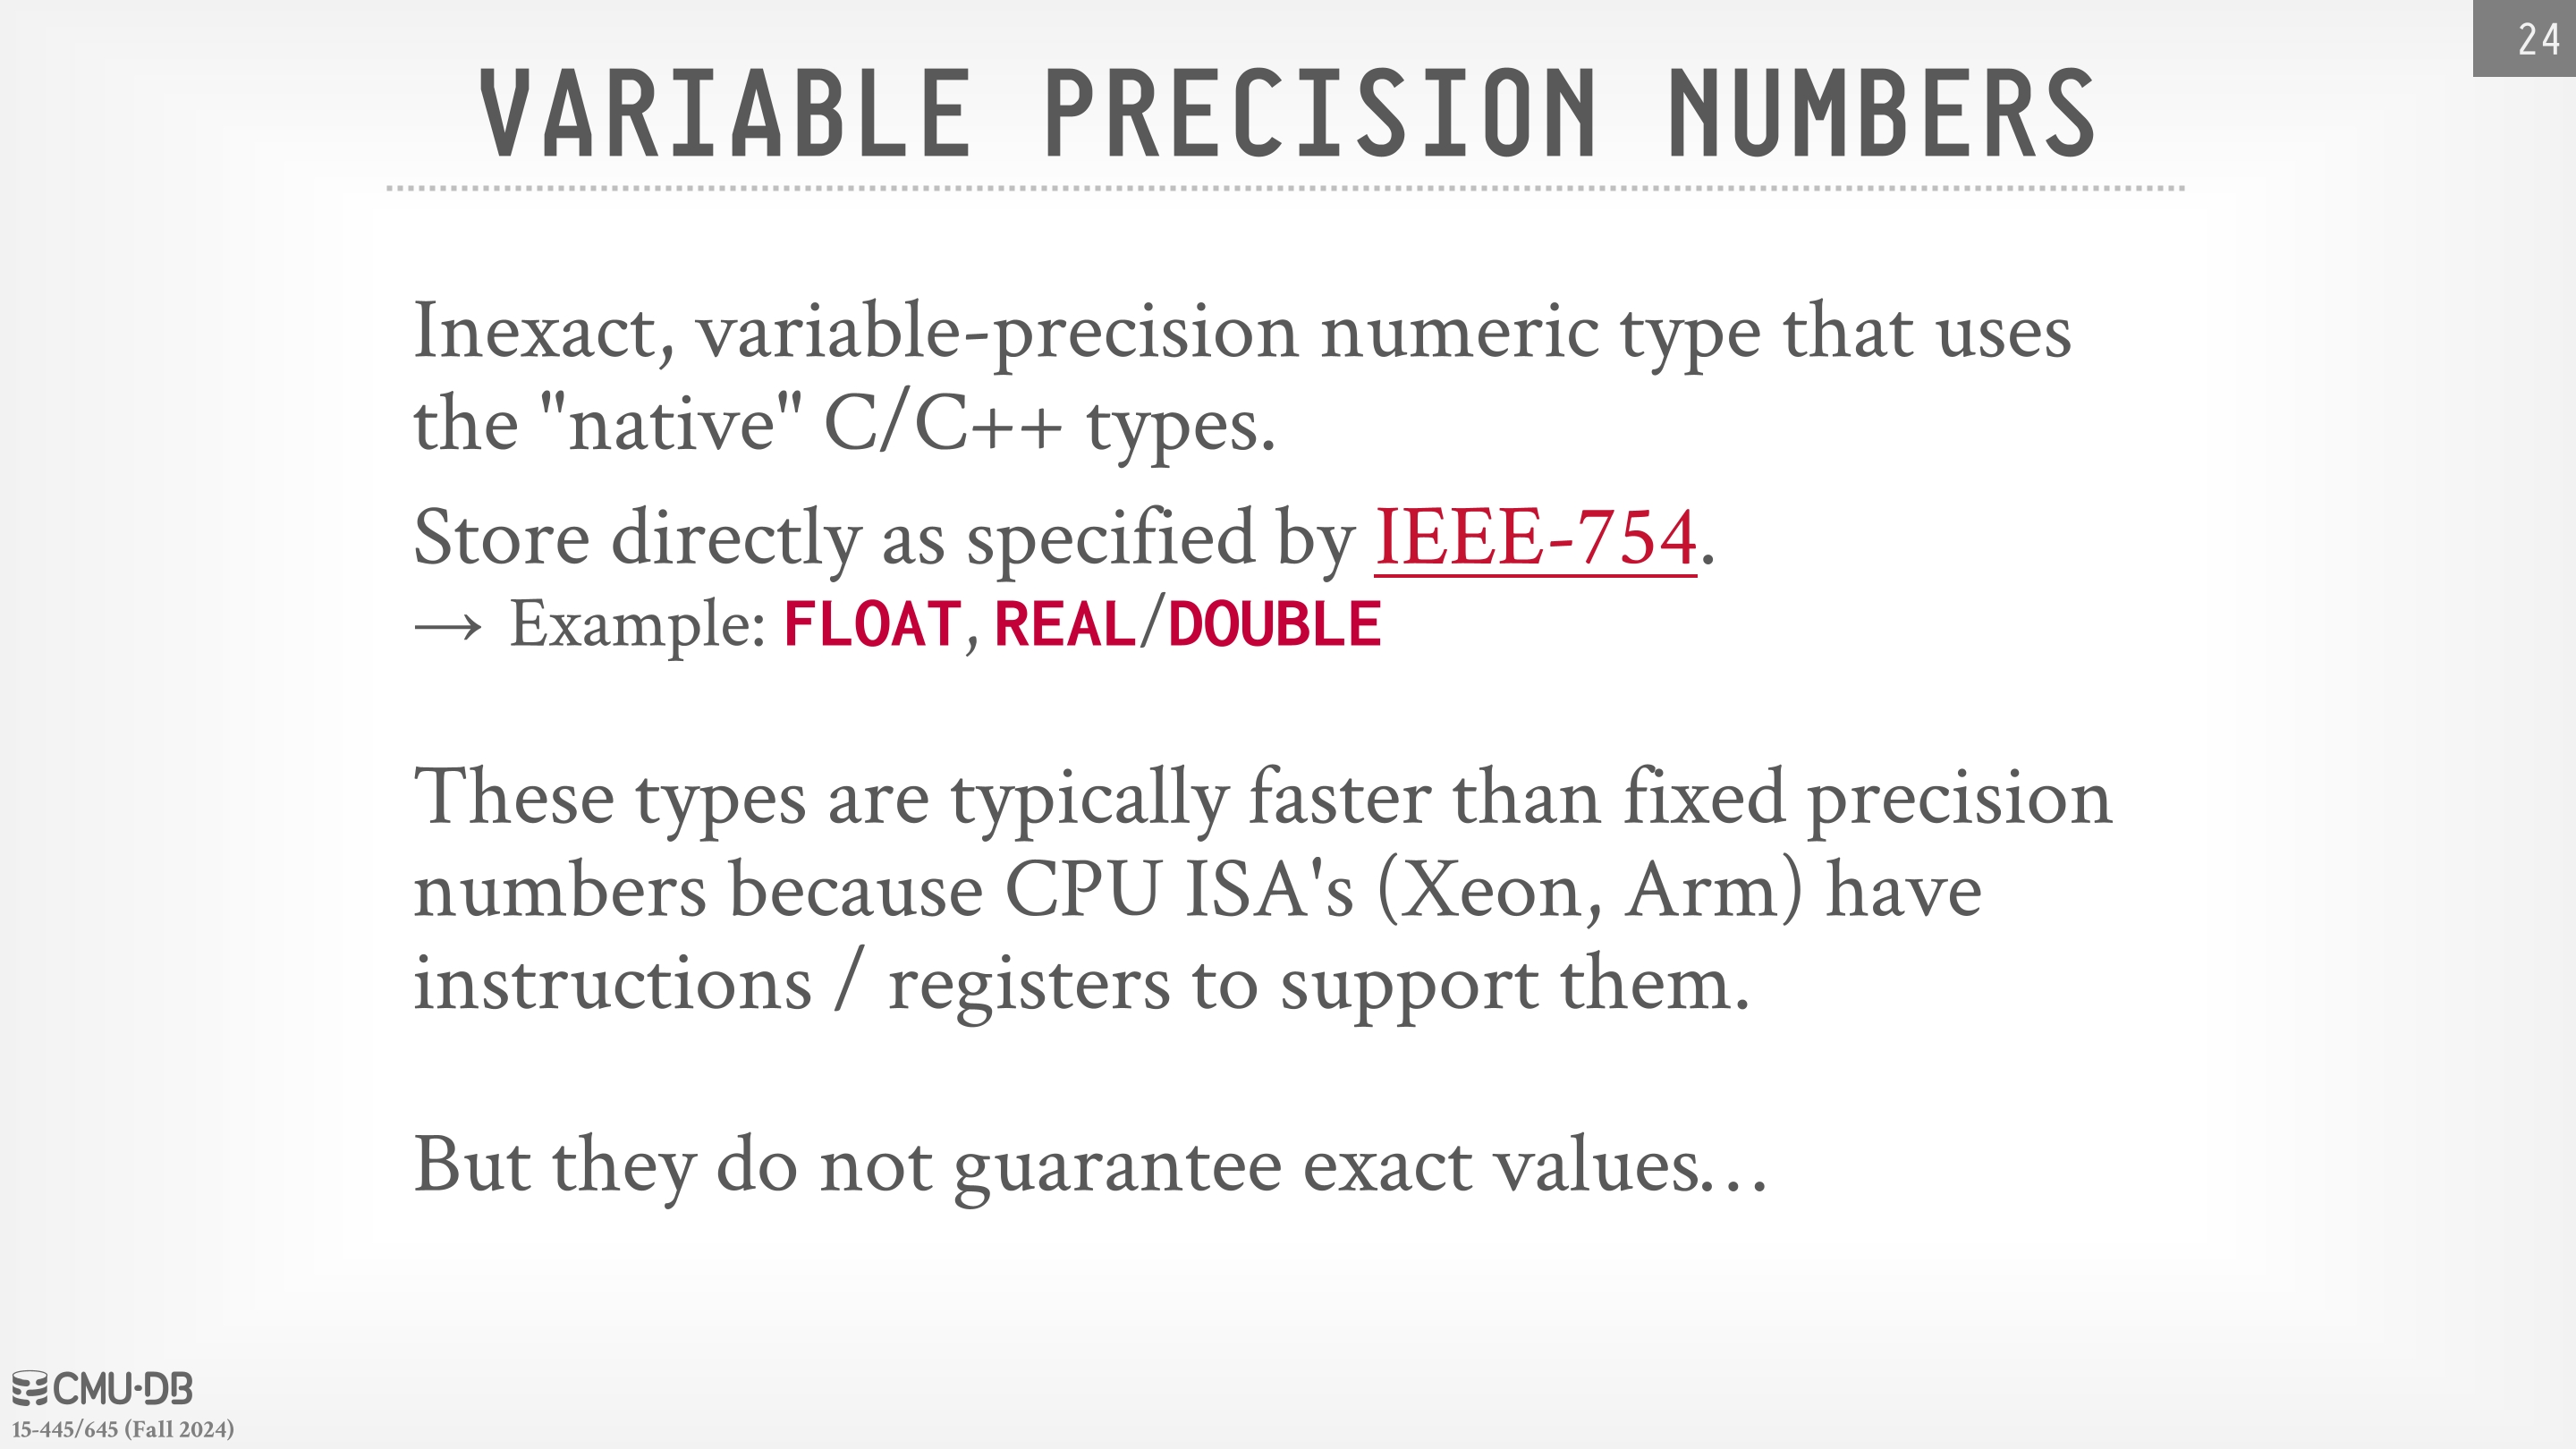 24
VARIABLE PRECISION NUMBERS
Inexact, variable-precision numeric type that uses
the "native" C/C++ types.
Store directly as specified by IEEE-754.
→ Example: FLOAT, REAL/DOUBLE
These types are typically faster than fixed precision
numbers because CPU ISA's (Xeon, Arm) have
instructions / registers to support them.
But they do not guarantee exact values…
CMU·DB
15-445/645 (Fall 2024)